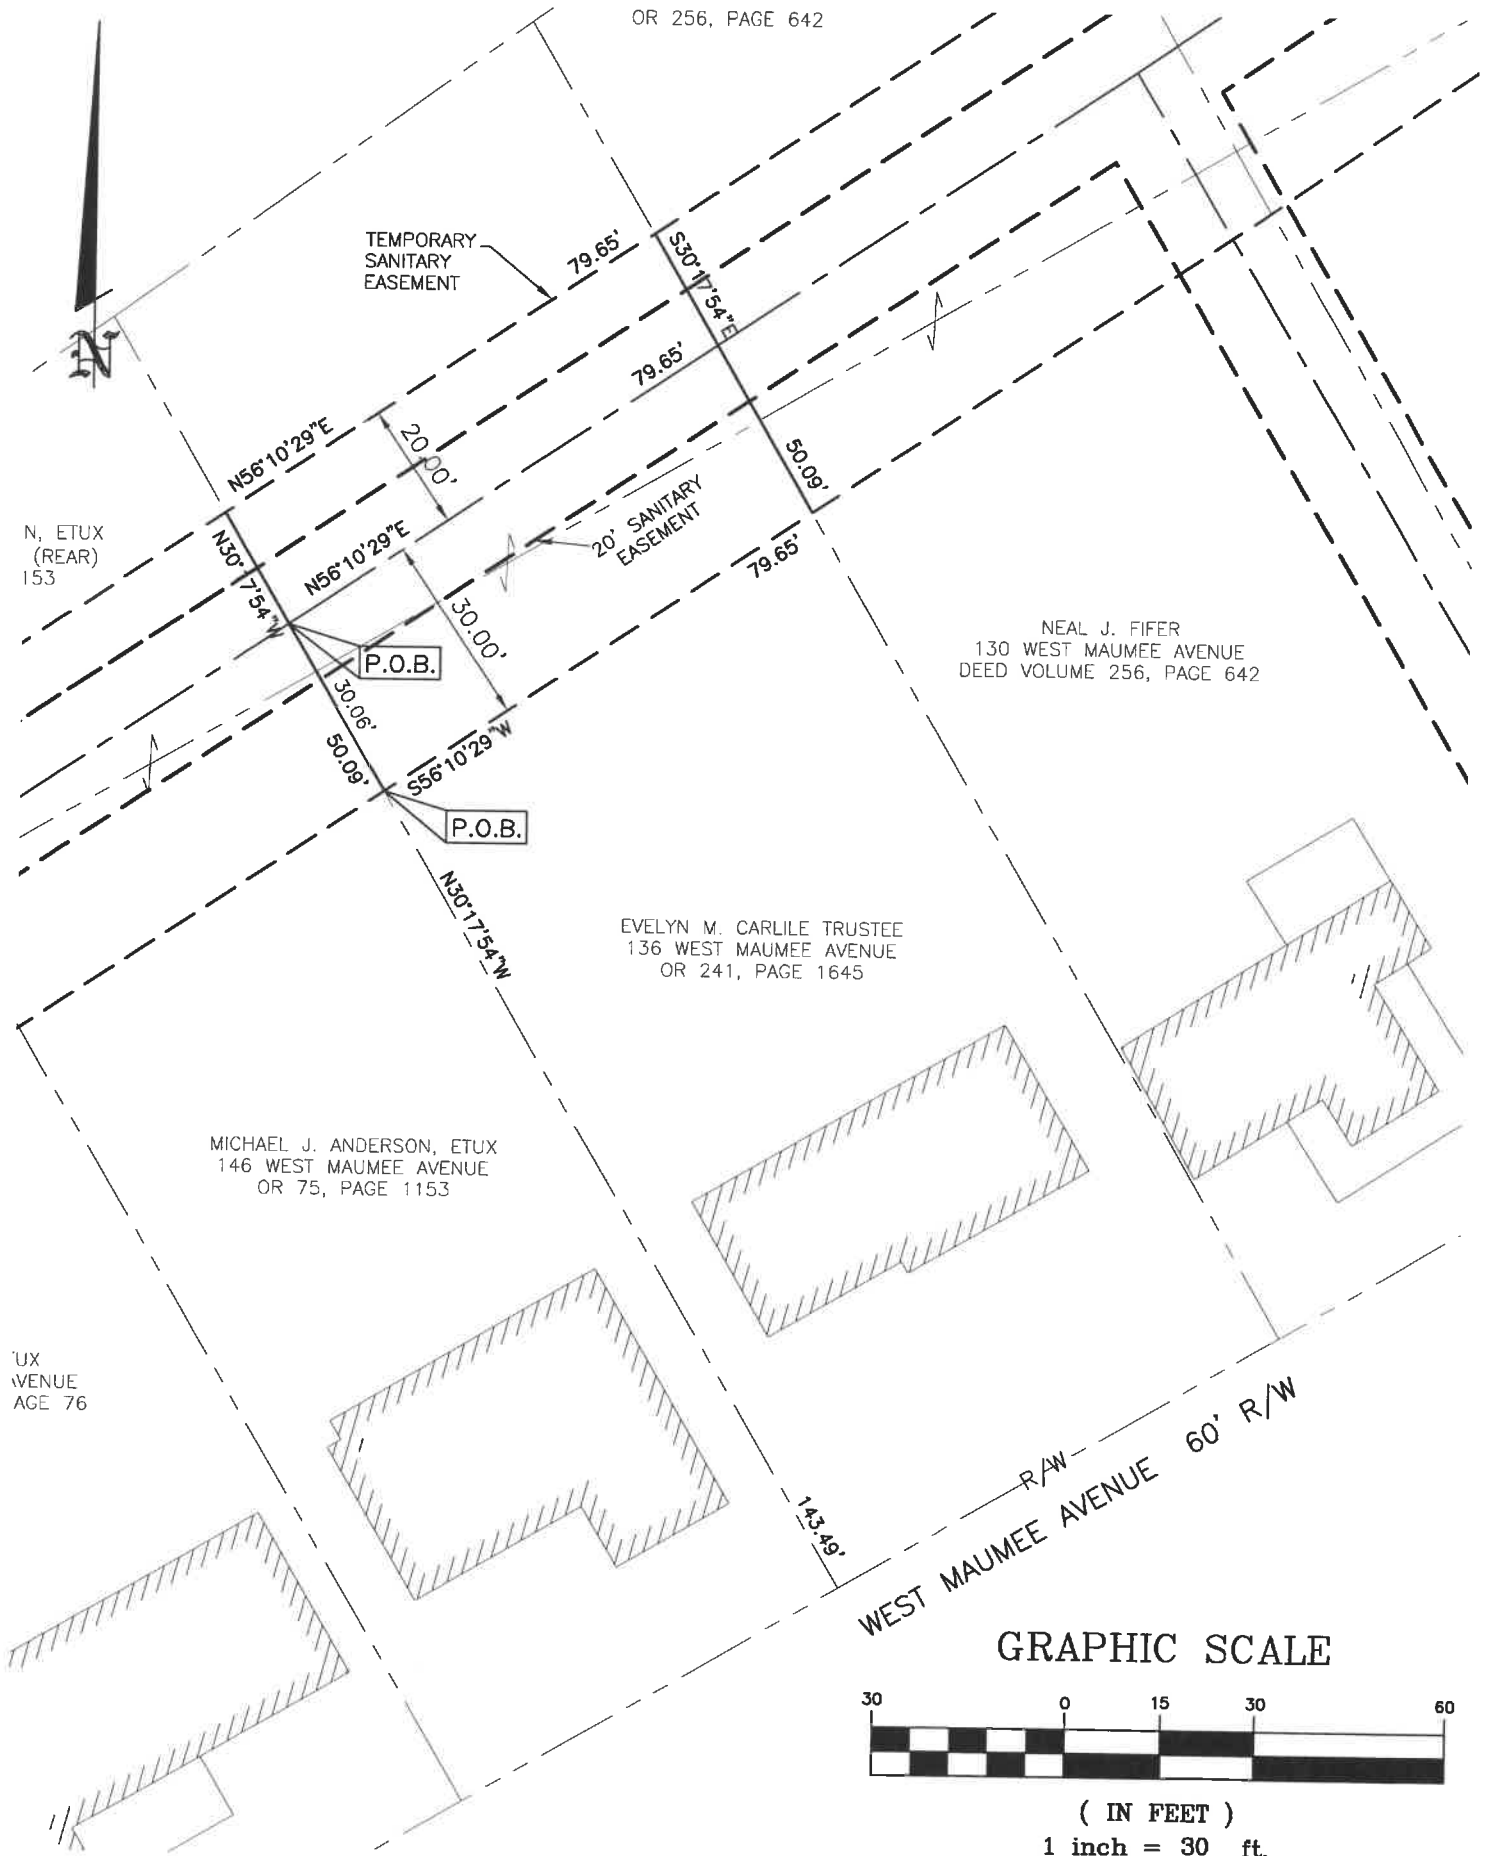 OR 256, PAGE 642
TEMPORARY
SANITARY
EASEMENT
79.65'
S30°17'54"E
N
79.65'
N56°10'29"E
20.00'
50.09'
N, ETUX
(REAR)
153
N56°10'29"E
20' SANITARY
EASEMENT
79.65'
30.00'
P.O.B.
30.06'
50.09'
S56°10'29"W
P.O.B.
NEAL J. FIFER
130 WEST MAUMEE AVENUE
DEED VOLUME 256, PAGE 642
N30°17'54"W
EVELYN M. CARLILE TRUSTEE
136 WEST MAUMEE AVENUE
OR 241, PAGE 1645
MICHAEL J. ANDERSON, ETUX
146 WEST MAUMEE AVENUE
OR 75, PAGE 1153
UX
VENUE
AGE 76
143.49'
R/W
WEST MAUMEE AVENUE 60' R/W
GRAPHIC SCALE
30 0 15 30 60
( IN FEET )
1 inch = 30 ft.